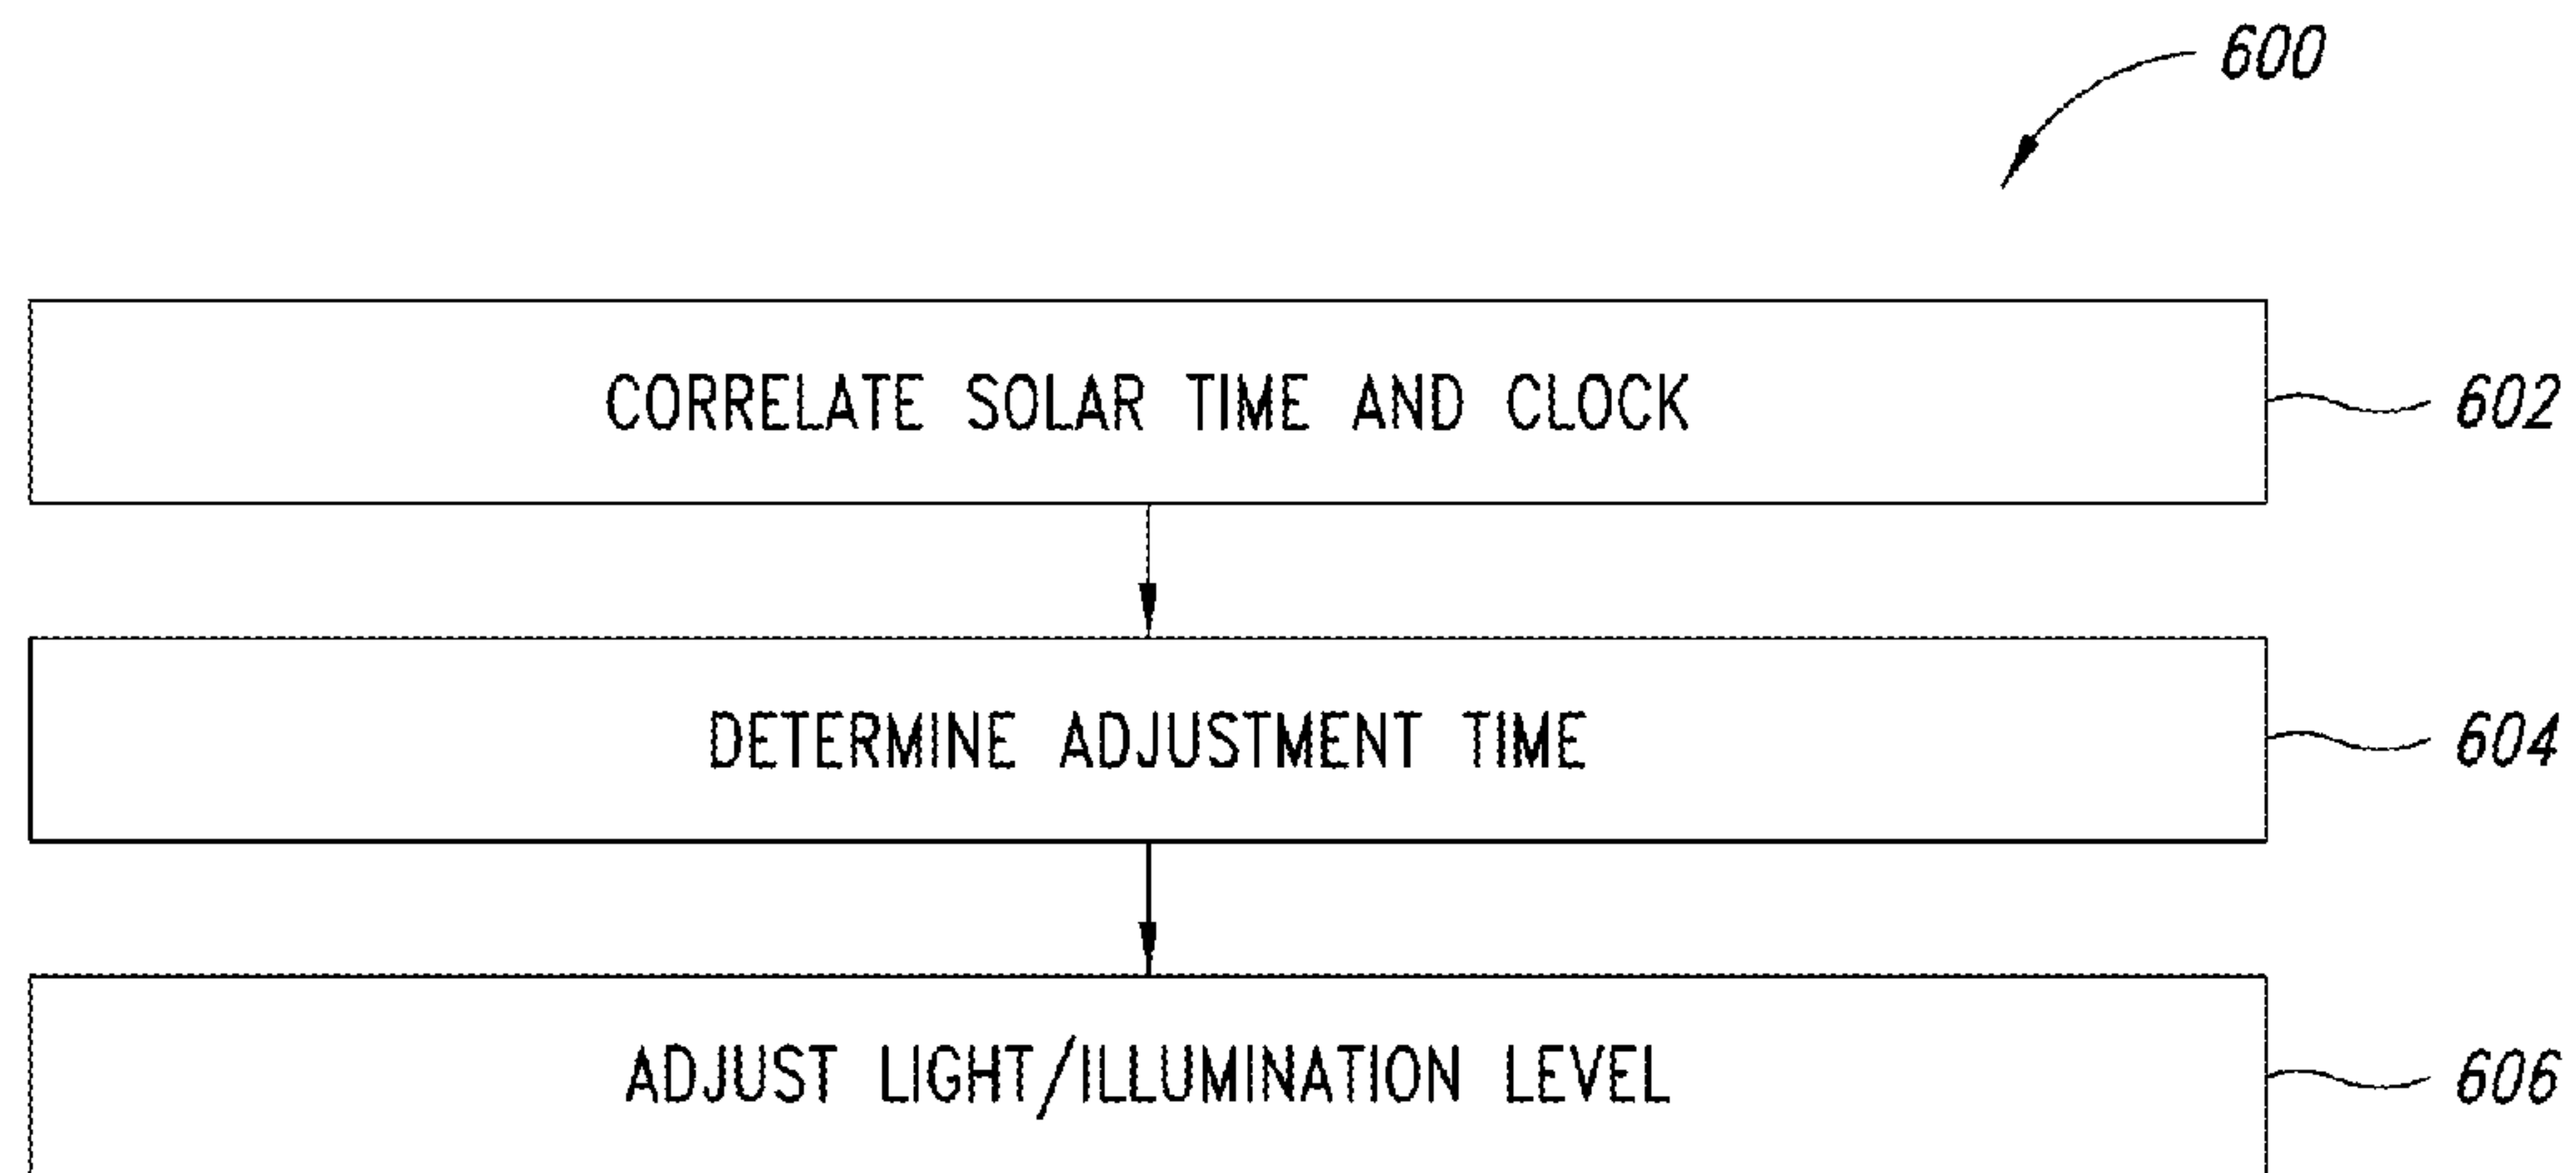 600
CORRELATE SOLAR TIME AND CLOCK
602
DETERMINE ADJUSTMENT TIME
604
ADJUST LIGHT/ILLUMINATION LEVEL
606